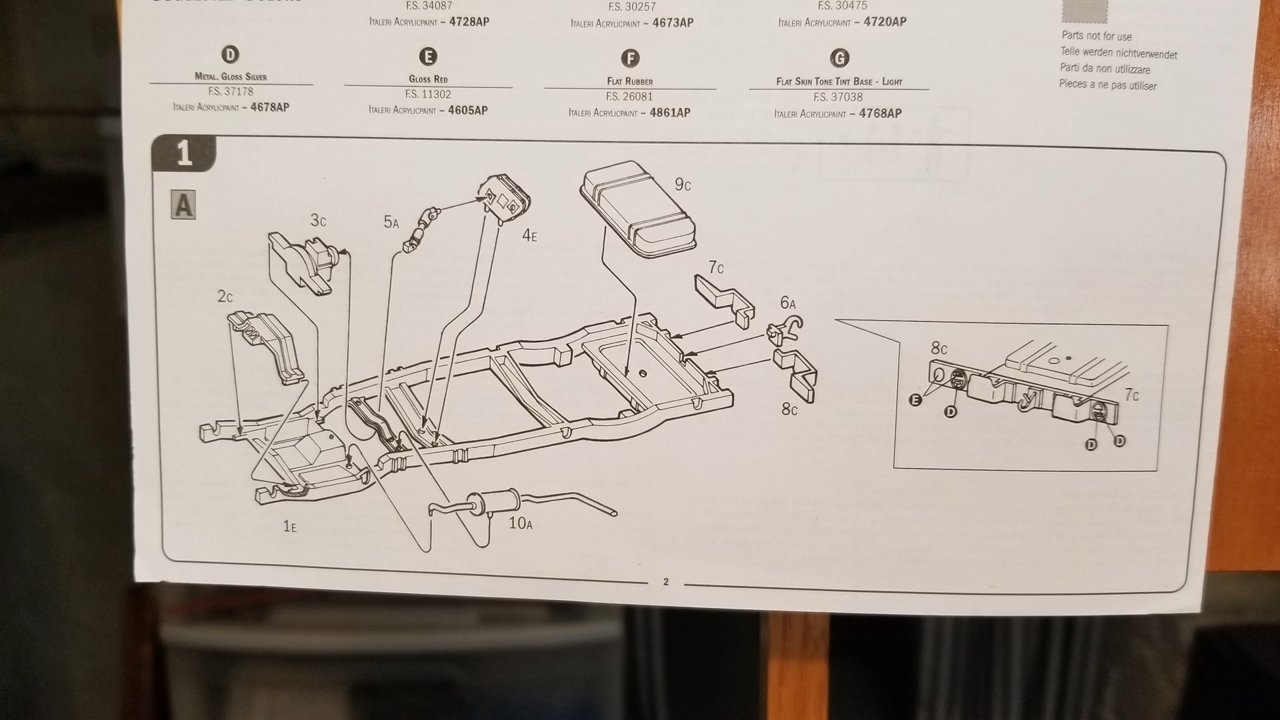 F.S. 34087
ITALERI ACRYLICPAINT – 4728AP
F.S. 30257
ITALERI ACRYLICPAINT – 4673AP
F.S. 30475
ITALERI ACRYLICPAINT – 4720AP
Parts not for use
Telle werden nichtverwendet
Parti da non utilizzare
Pieces a ne pas utiliser
D
METAL. GLOSS SILVER
F.S. 37178
ITALERI ACRYLICPAINT – 4678AP
E
GLOSS RED
F.S. 11302
ITALERI ACRYLICPAINT – 4605AP
F
FLAT RUBBER
F.S. 26081
ITALERI ACRYLICPAINT – 4861AP
G
FLAT SKIN TONE TINT BASE - LIGHT
F.S. 37038
ITALERI ACRYLICPAINT – 4768AP
1
A
9C
3C
5A
4E
7C
2C
6A
8C
8C
7C
E
D
D
D
1E
10A
2